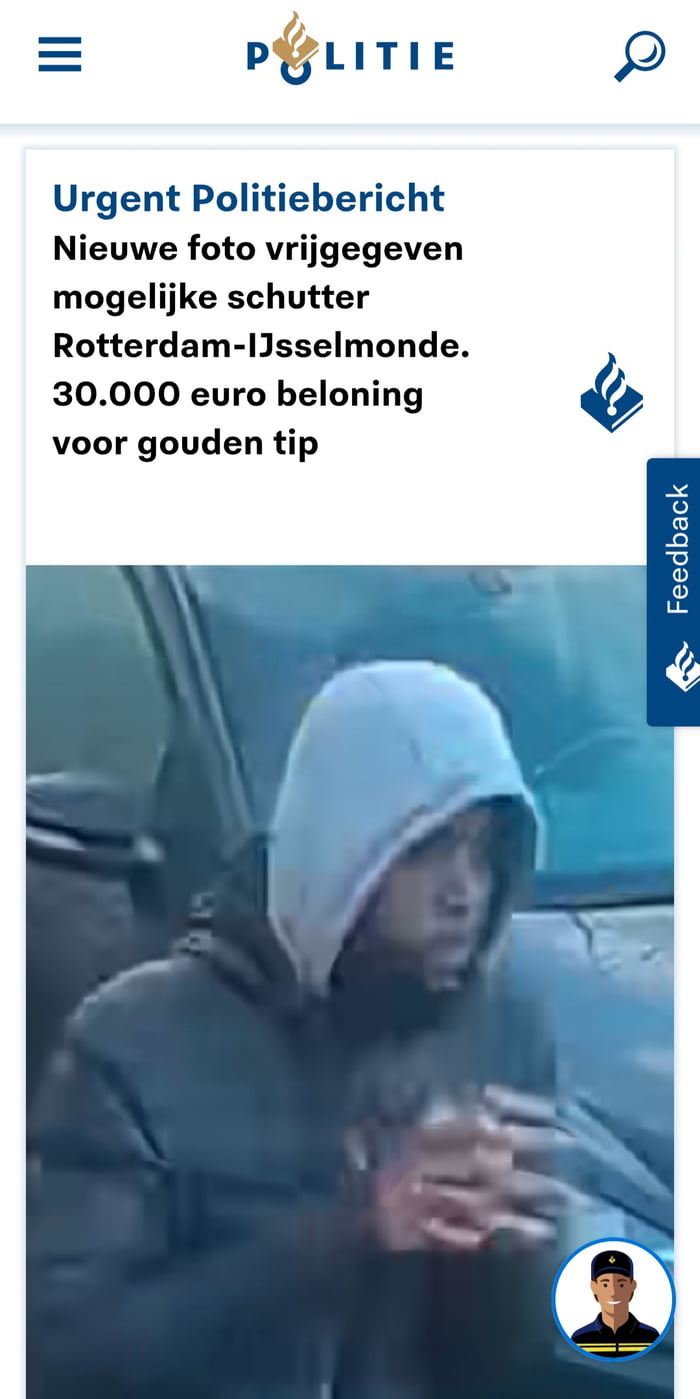 POLITIE
Urgent Politiebericht
Nieuwe foto vrijgegeven
mogelijke schutter
Rotterdam-IJsselmonde.
30.000 euro beloning
voor gouden tip
Feedback